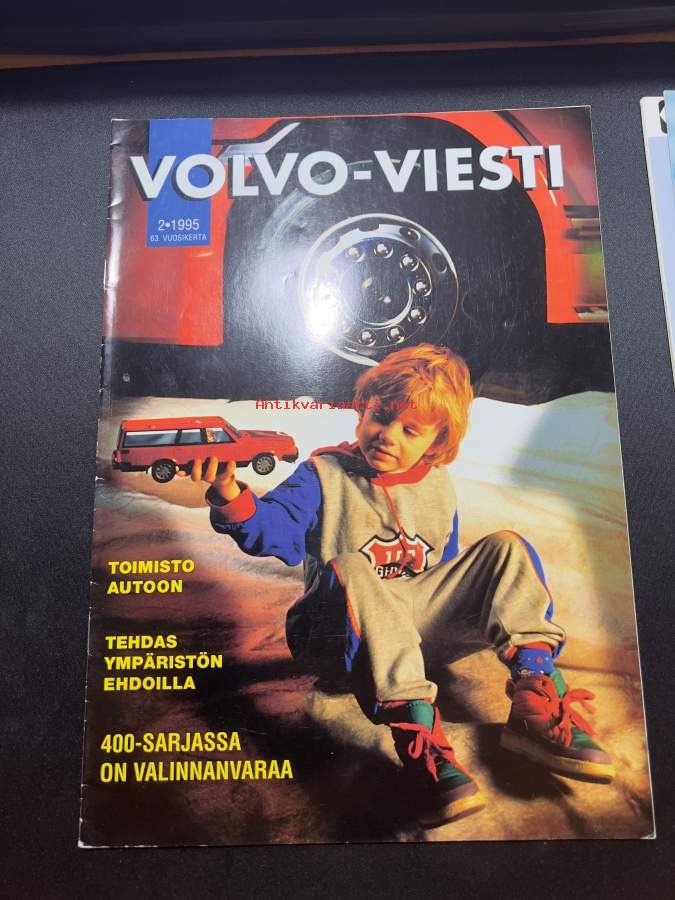 VOLVO-VIESTI
2•1995
63. VUOSIKERTA
Antikvariaatti.net
TOIMISTO
AUTOON
TEHDAS
YMPÄRISTÖN
EHDOILLA
400-SARJASSA
ON VALINNANVARAA